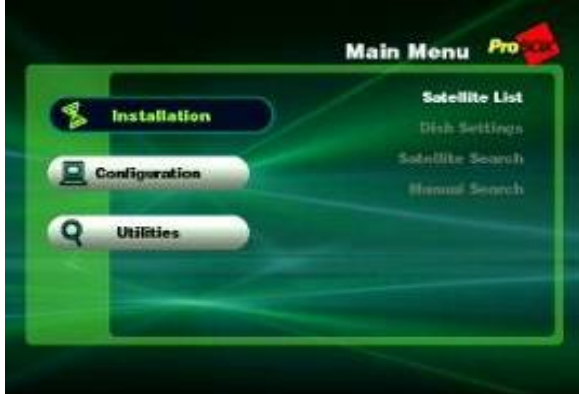 Main Menu
Pro
Installation
Configuration
Utilities
Satellite List
Dish Settings
Satellite Search
Manual Search